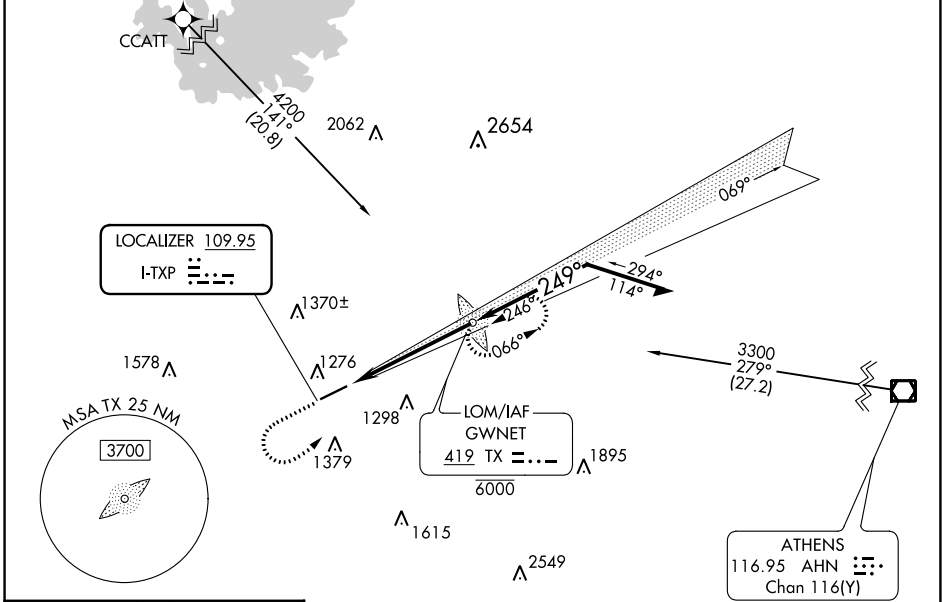 CCATT
4200
141°
(20.8)
2062
2654
069°
LOCALIZER 109.95
I-TXP
294°
249°
114°
1370±
246°
066°
1578
1276
3300
279°
(27.2)
MSA TX 25 NM
3700
1298
1379
LOM/IAF
GWNET
419 TX
6000
1895
1615
2549
ATHENS
116.95 AHN
Chan 116(Y)